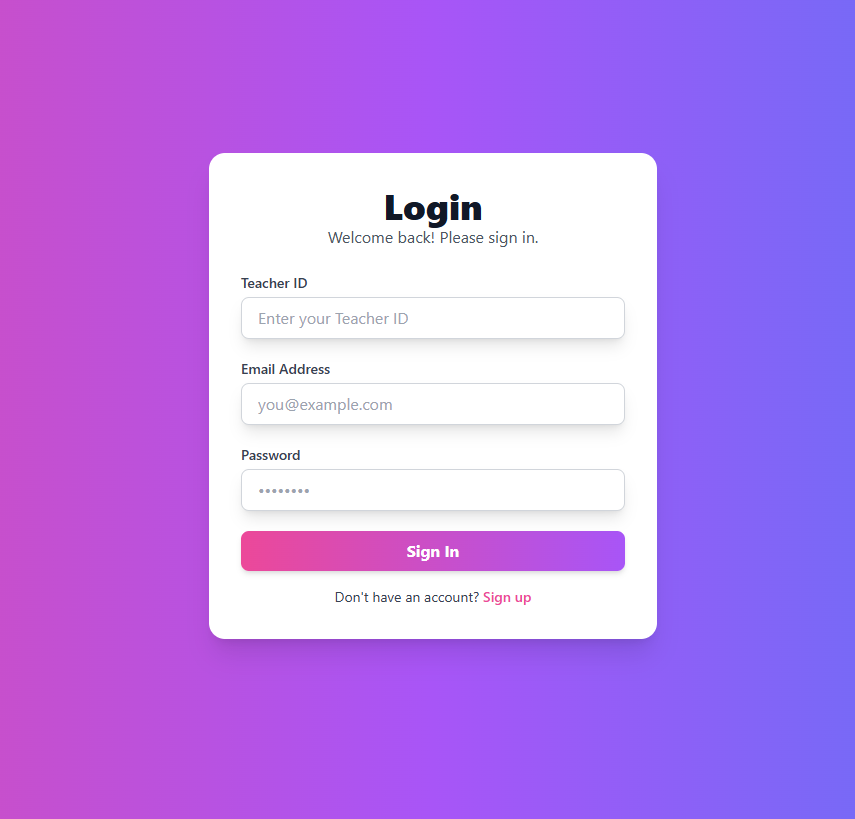 Login
Welcome back! Please sign in.
Teacher ID
Enter your Teacher ID
Email Address
you@example.com
Password
••••••••
Sign In
Don't have an account? Sign up